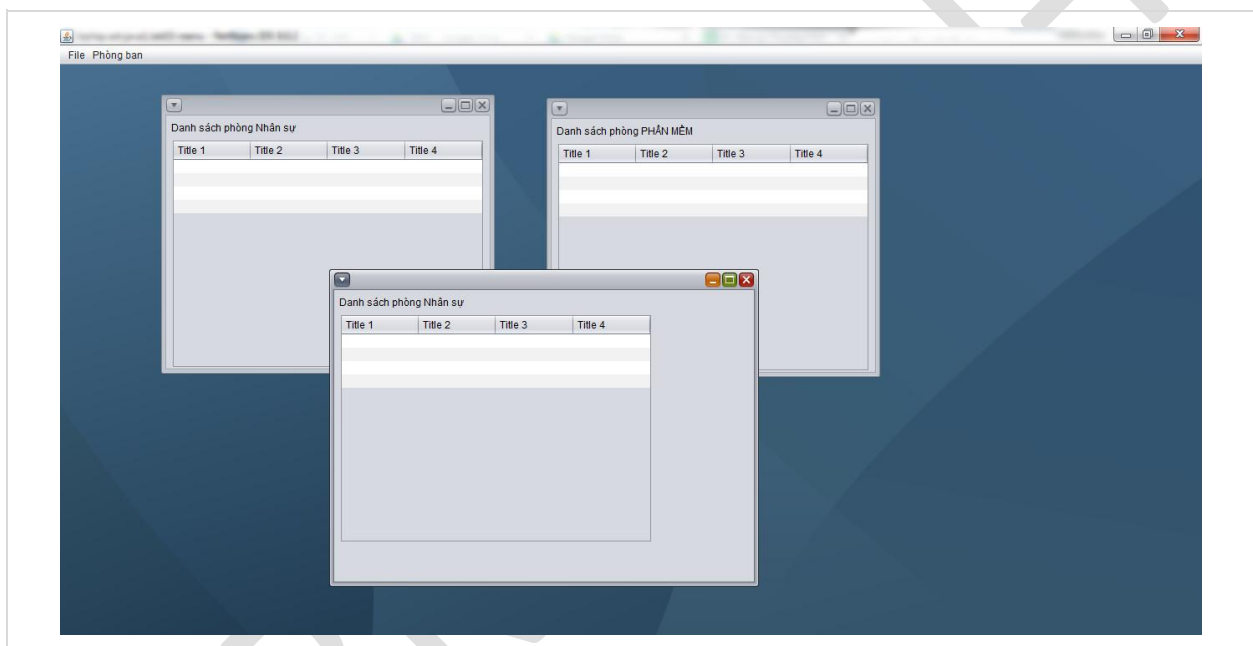 File Phòng ban
Danh sách phòng Nhân sự
Title 1 Title 2 Title 3 Title 4
Danh sách phòng PHẦN MỀM
Title 1 Title 2 Title 3 Title 4
Danh sách phòng Nhân sự
Title 1 Title 2 Title 3 Title 4